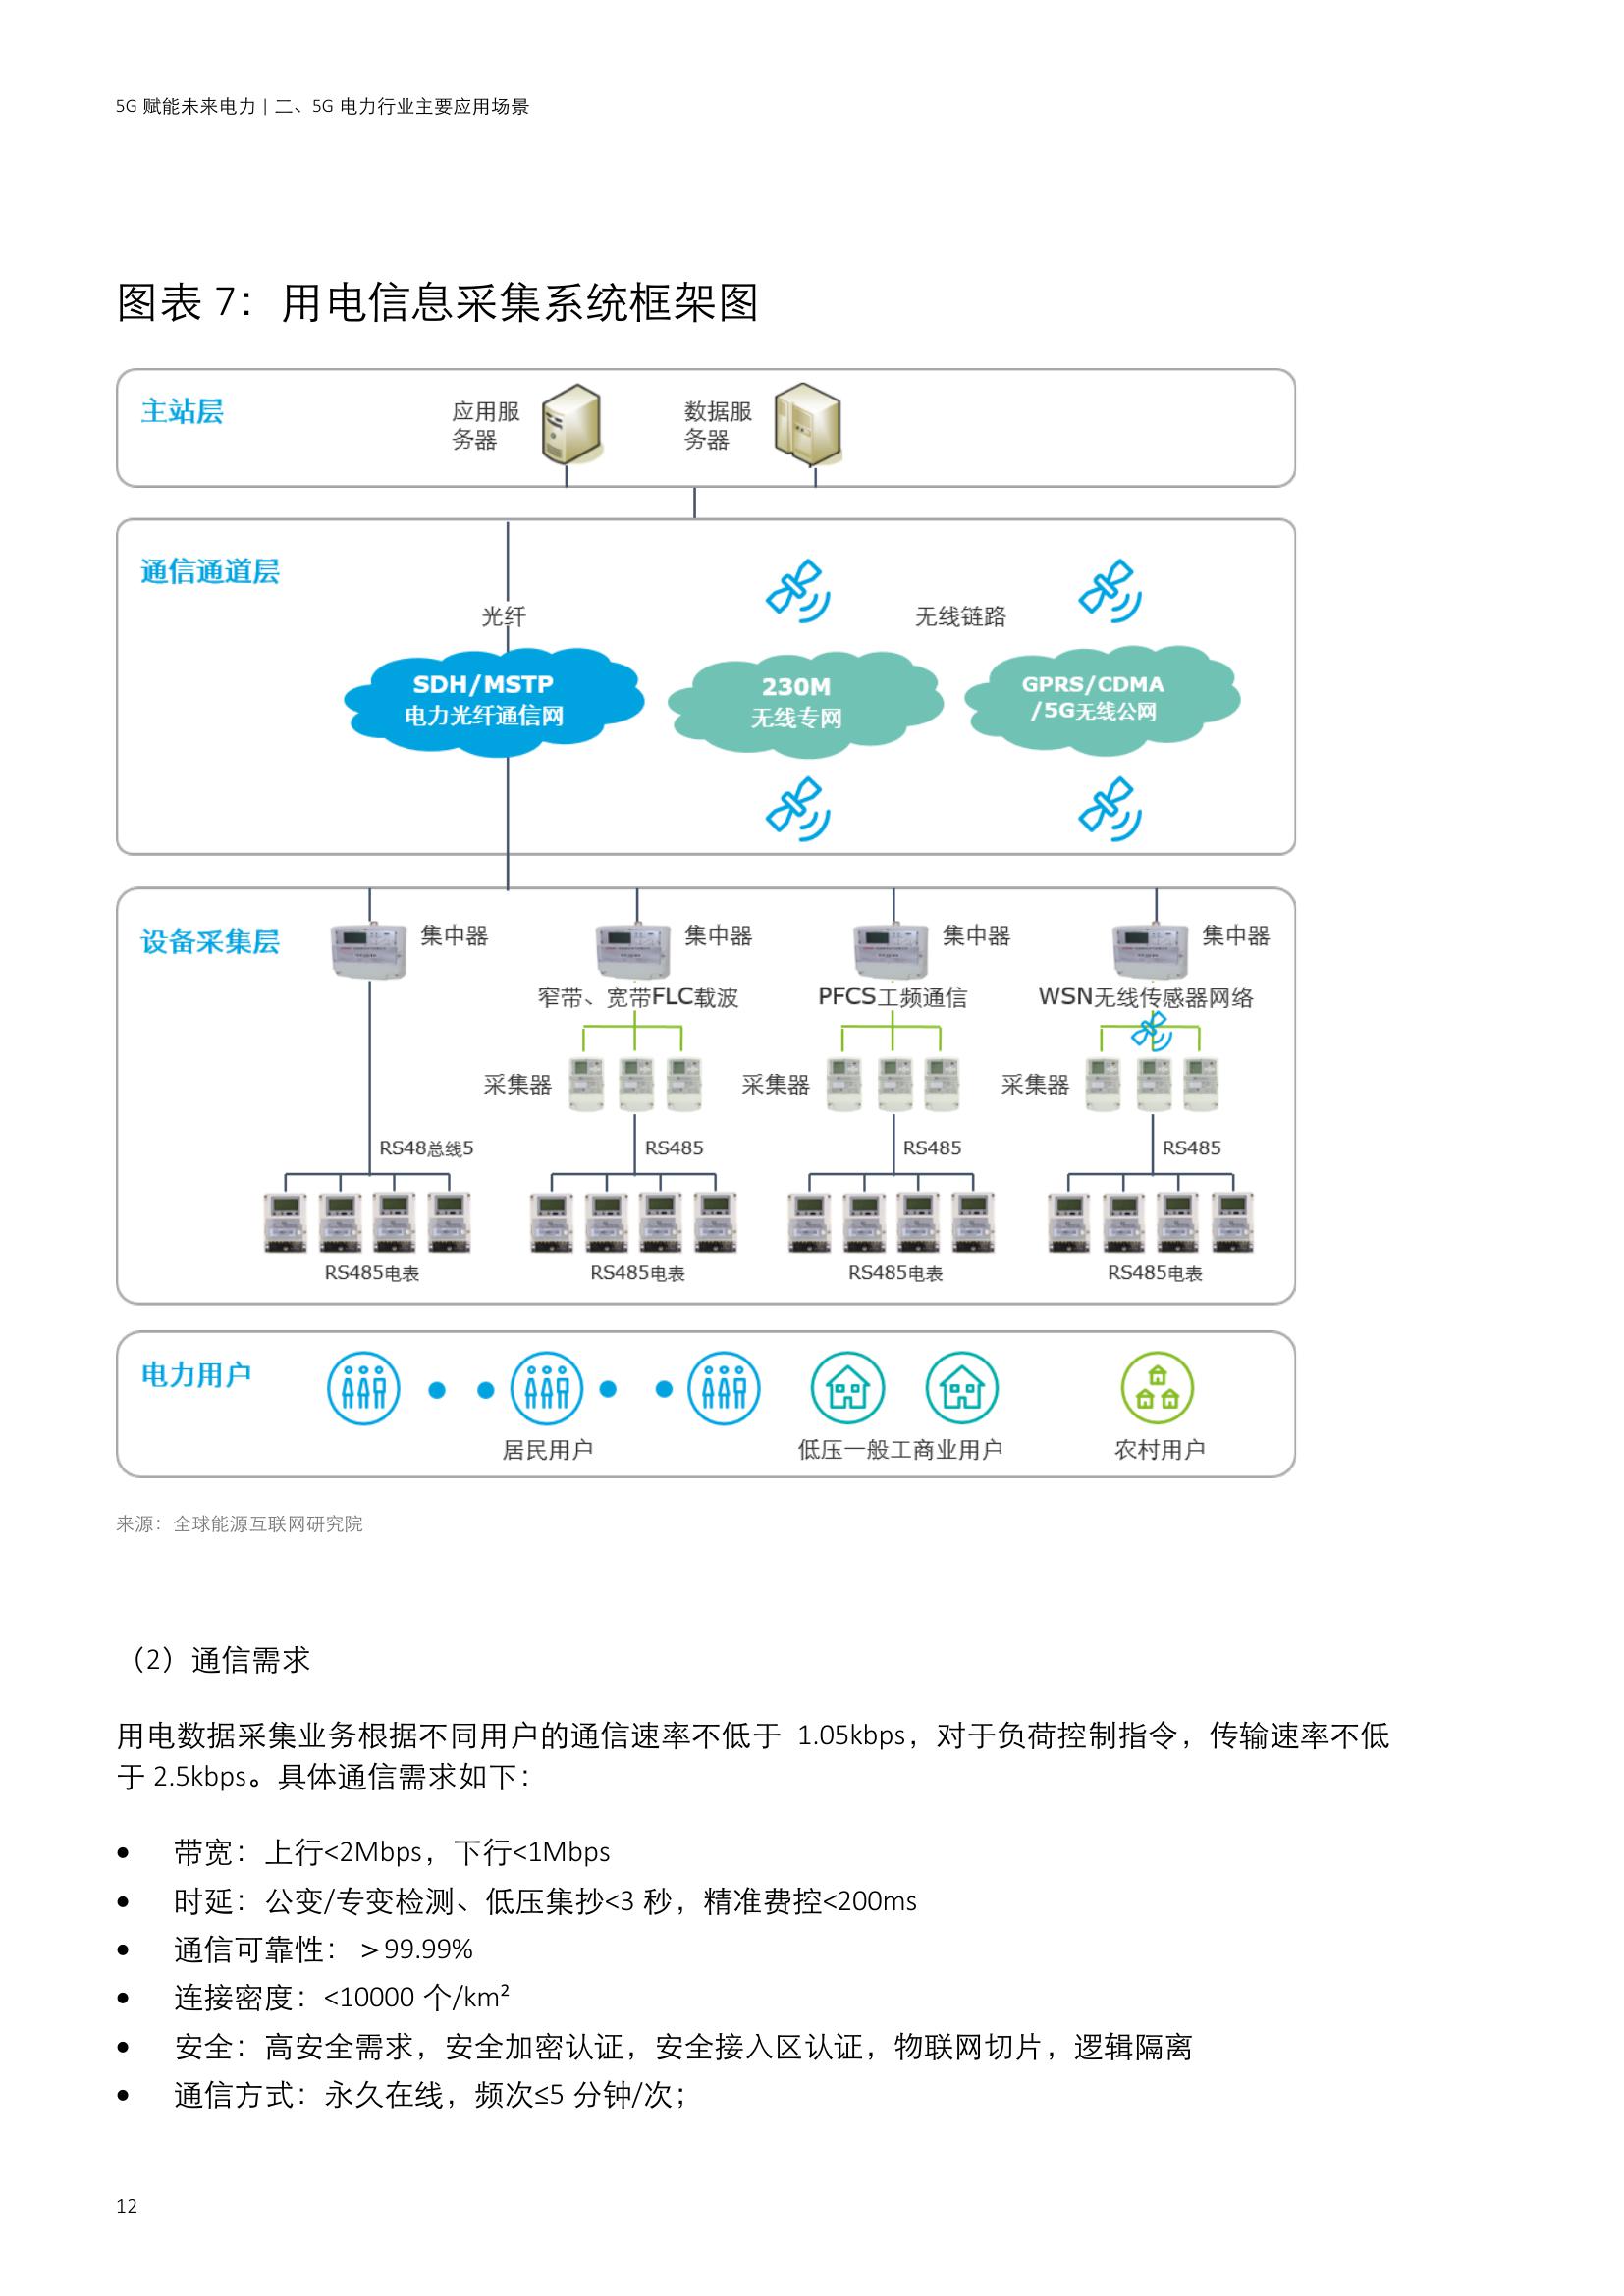 5G 赋能未来电力 | 二、5G 电力行业主要应用场景
图表 7：用电信息采集系统框架图
主站层
应用服
务器
数据服
务器
通信通道层
光纤
无线链路
SDH/MSTP
电力光纤通信网
230M
无线专网
GPRS/CDMA
/5G无线公网
设备采集层
集中器
集中器
集中器
集中器
窄带、宽带FLC载波
PFCS工频通信
WSN无线传感器网络
采集器
采集器
采集器
RS48总线5
RS485
RS485
RS485
RS485电表
RS485电表
RS485电表
RS485电表
电力用户
居民用户
低压一般工商业用户
农村用户
来源：全球能源互联网研究院
（2）通信需求
用电数据采集业务根据不同用户的通信速率不低于 1.05kbps，对于负荷控制指令，传输速率不低
于 2.5kbps。具体通信需求如下：
• 带宽：上行<2Mbps，下行<1Mbps
• 时延：公变/专变检测、低压集抄<3 秒，精准费控<200ms
• 通信可靠性：＞99.99%
• 连接密度：<10000 个/km²
• 安全：高安全需求，安全加密认证，安全接入区认证，物联网切片，逻辑隔离
• 通信方式：永久在线，频次≤5 分钟/次；
12